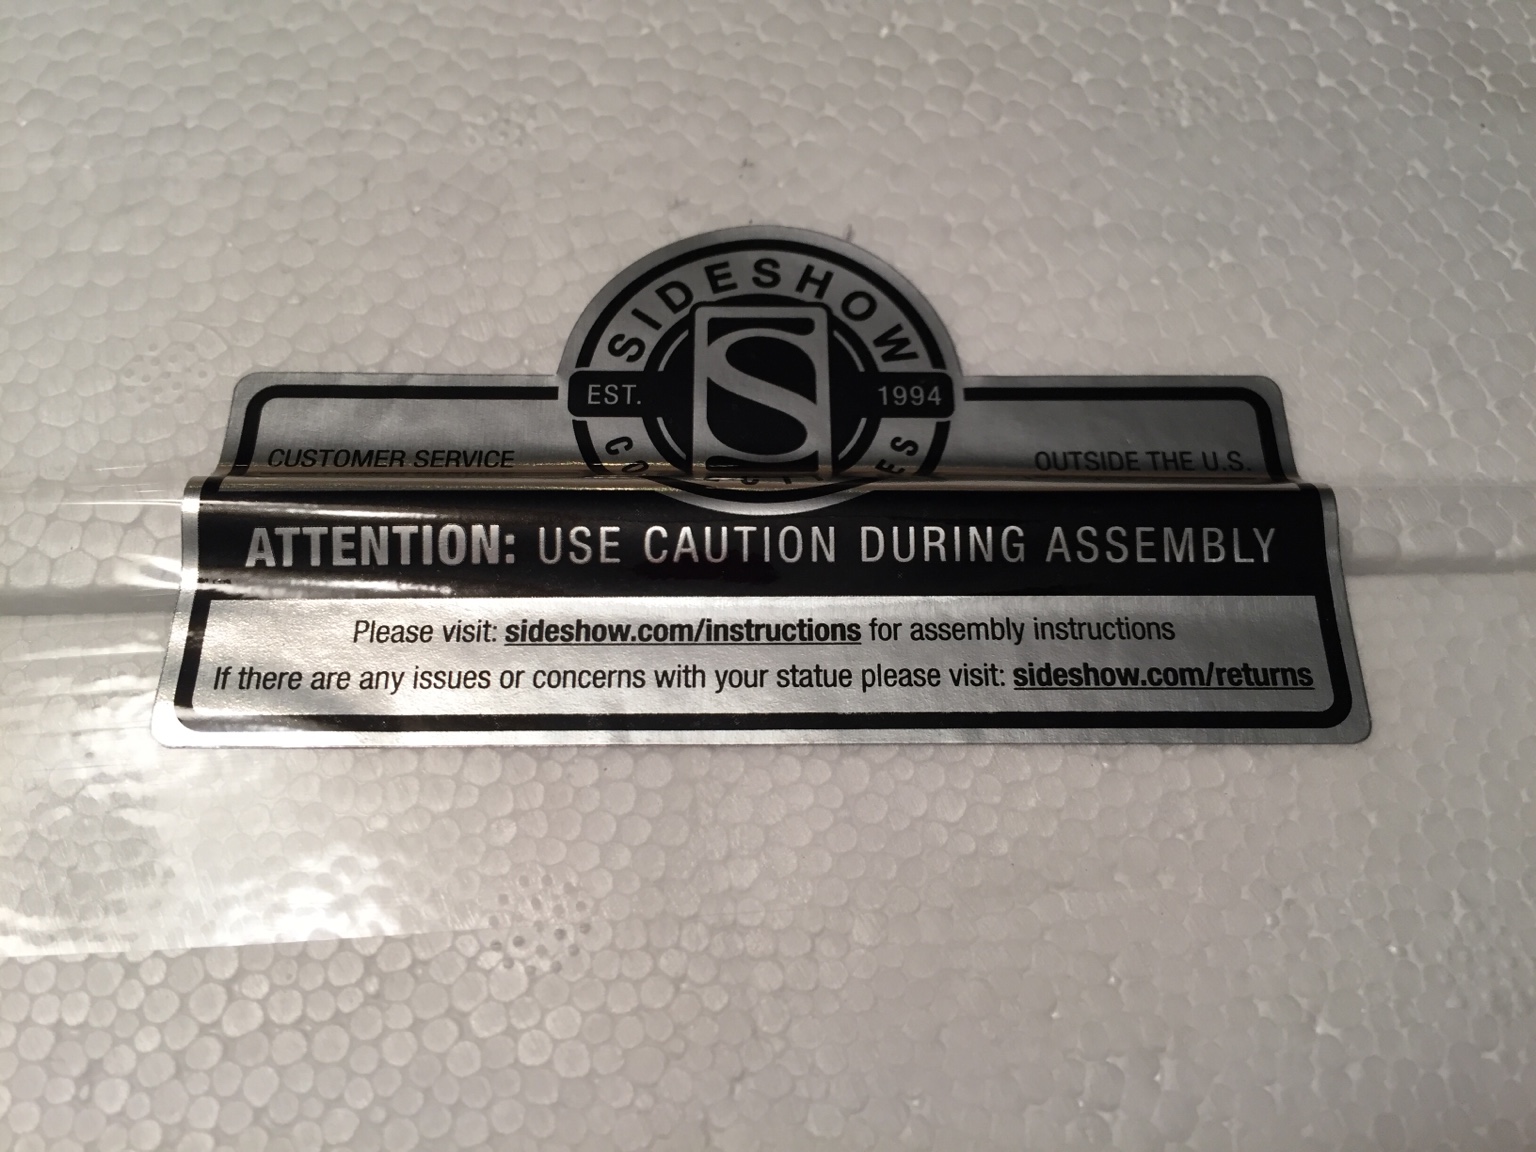 SIDESHOW
EST. 1994
CUSTOMER SERVICE
OUTSIDE THE U.S.
ATTENTION: USE CAUTION DURING ASSEMBLY
Please visit: sideshow.com/instructions for assembly instructions
If there are any issues or concerns with your statue please visit: sideshow.com/returns